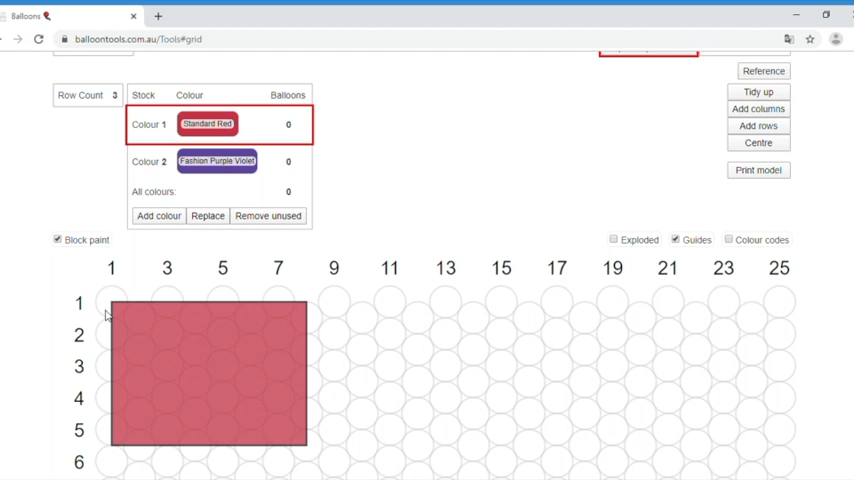 Balloons
balloontools.com.au/Tools#grid
Reference
Row Count 3
Stock Colour Balloons
Tidy up
Add columns
Colour 1 Standard Red 0
Add rows
Centre
Colour 2 Fashion Purple Violet 0
Print model
All colours: 0
Add colour Replace Remove unused
Block paint Exploded Guides Colour codes
1 3 5 7 9 11 13 15 17 19 21 23 25
1
2
3
4
5
6